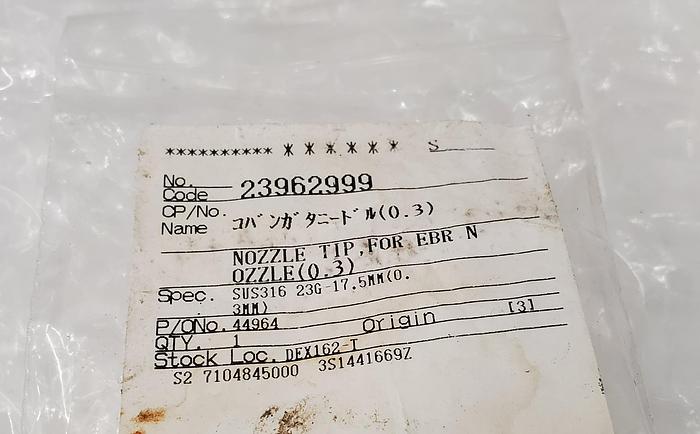 ********** ****** S
No.
Code 23962999
CP/No.
Name コバンガタニードル(0.3)
NOZZLE TIP,FOR EBR N
OZZLE(0.3)
Spec. SUS316 23G-17.5MM(0.
3MM)
P/ONo. 44964 Origin [3]
QTY. 1
Stock Loc. DEX162-T
S2 7104845000 3S1441669Z